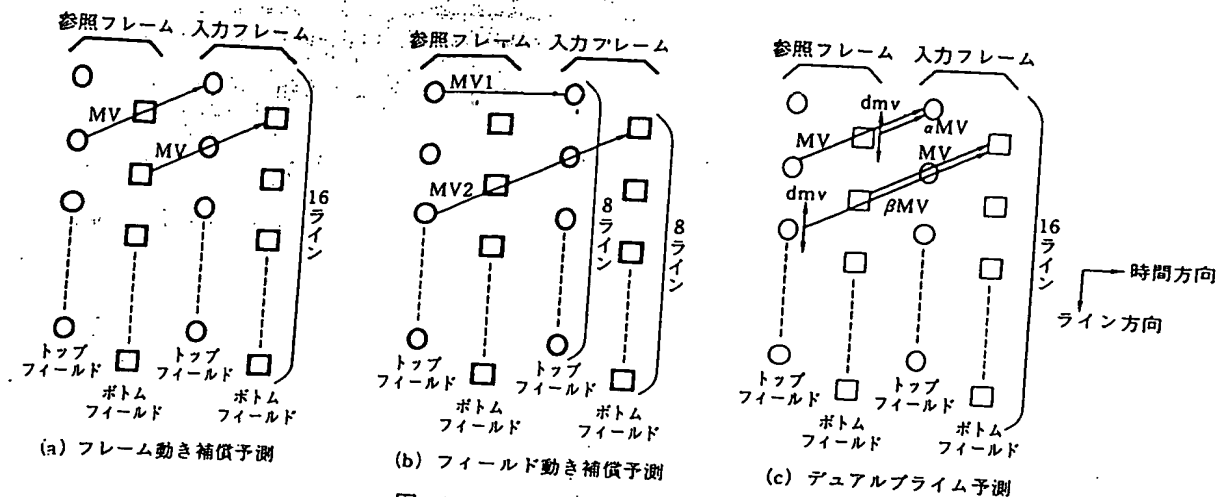 参照フレーム 入力フレーム
MV
MV
16ライン
トップフィールド
ボトムフィールド
トップフィールド
ボトムフィールド
(a) フレーム動き補償予測
参照フレーム 入力フレーム
MV1
MV2
8ライン
8ライン
トップフィールド
ボトムフィールド
トップフィールド
ボトムフィールド
(b) フィールド動き補償予測
参照フレーム 入力フレーム
dmv
MV
αMV
MV
dmv
βMV
16ライン
トップフィールド
ボトムフィールド
トップフィールド
ボトムフィールド
(c) デュアルプライム予測
時間方向
ライン方向